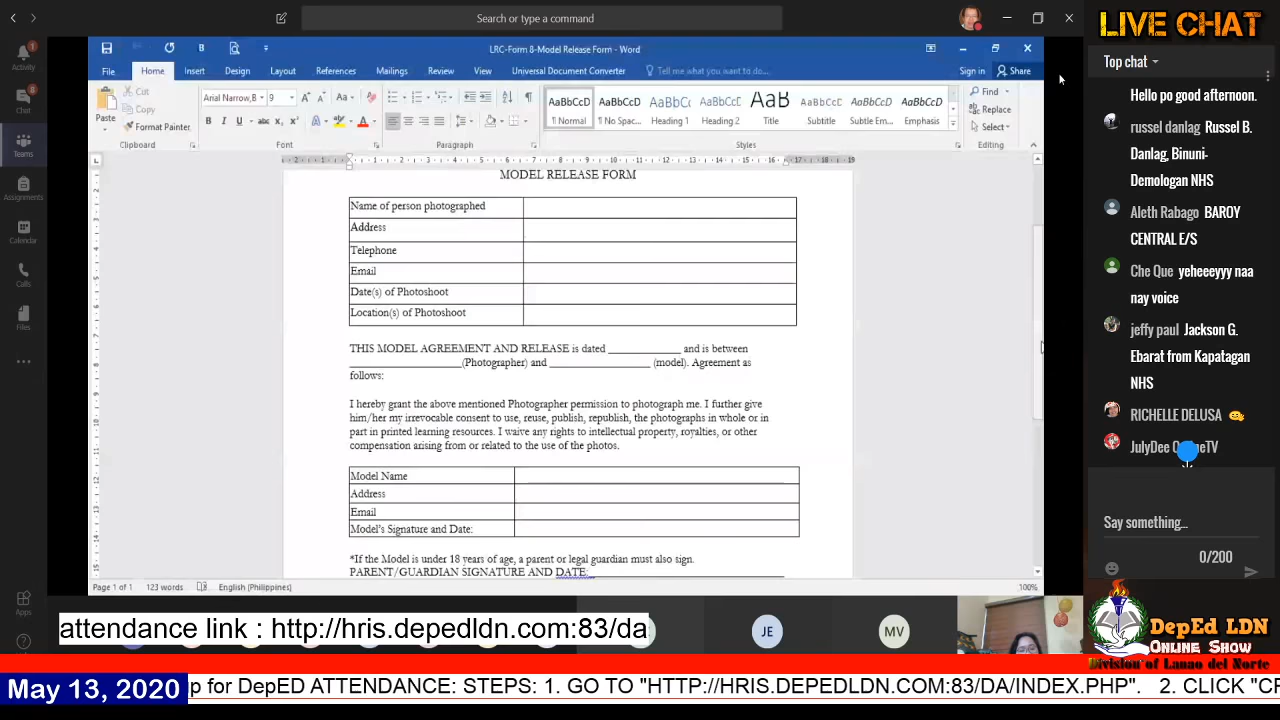 Search or type a command
LIVE CHAT
Activity
Chat
Teams
Assignments
Calendar
Calls
Files
Apps
LRC-Form 8-Model Release Form - Word
File Home Insert Design Layout References Mailings Review View Universal Document Converter Tell me what you want to do... Sign in Share
Paste
Cut
Copy
Format Painter
Clipboard
Arial Narrow,B 9
Font
Paragraph
AaBbCcD AaBbCcD AaBbCcD AaBbCcD AaB AaBbCcD AaBbCcD AaBbCcD
¶ Normal ¶ No Spac... Heading 1 Heading 2 Title Subtitle Subtle Em... Emphasis
Styles
Find
Replace
Select
Editing
MODEL RELEASE FORM
Name of person photographed
Address
Telephone
Email
Date(s) of Photoshoot
Location(s) of Photoshoot
THIS MODEL AGREEMENT AND RELEASE is dated _____________ and is between
____________________(Photographer) and __________________ (model). Agreement as
follows:
I hereby grant the above mentioned Photographer permission to photograph me. I further give
him/her my irrevocable consent to use, reuse, publish, republish, the photographs in whole or in
part in printed learning resources. I waive any rights to intellectual property, royalties, or other
compensation arising from or related to the use of the photos.
Model Name
Address
Email
Model's Signature and Date:
*If the Model is under 18 years of age, a parent or legal guardian must also sign.
PARENT/GUARDIAN SIGNATURE AND DATE:
Page 1 of 1 123 words English (Philippines) 100%
Top chat
Hello po good afternoon.
russel danlag Russel B.
Danlag, Binuni-
Demologan NHS
Aleth Rabago BAROY
CENTRAL E/S
Che Que yeheeeyyy naa
nay voice
jeffy paul Jackson G.
Ebarat from Kapatagan
NHS
RICHELLE DELUSA
JulyDee
Say something...
0/200
attendance link : http://hris.depedldn.com:83/da
JE
MV
DepEd LDN
Online Show
Division of Lanao del Norte
May 13, 2020
p for DepED ATTENDANCE: STEPS: 1. GO TO "HTTP://HRIS.DEPEDLDN.COM:83/DA/INDEX.PHP". 2. CLICK "CR